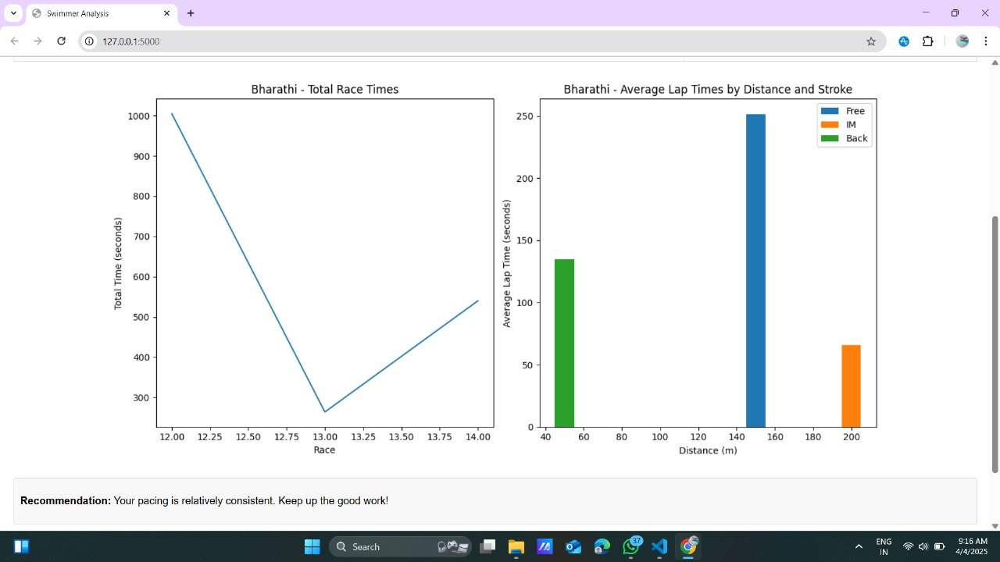 Swimmer Analysis
127.0.0.1:5000
Bharathi - Total Race Times
1000
900
800
700
600
500
400
300
Total Time (seconds)
12.00 12.25 12.50 12.75 13.00 13.25 13.50 13.75 14.00
Race
Bharathi - Average Lap Times by Distance and Stroke
Free
IM
Back
250
200
150
100
50
0
Average Lap Time (seconds)
40 60 80 100 120 140 160 180 200
Distance (m)
Recommendation: Your pacing is relatively consistent. Keep up the good work!
Search
37
ENG
IN
9:16 AM
4/4/2025